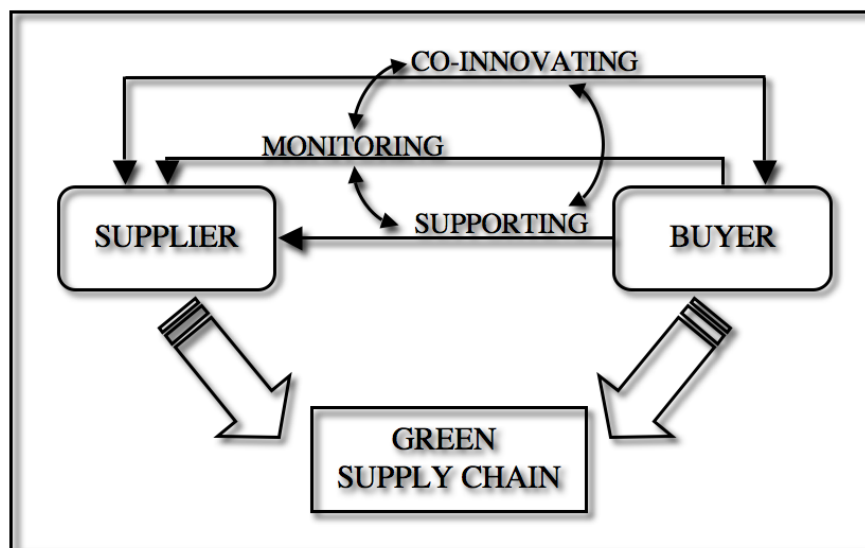 CO-INNOVATING
MONITORING
SUPPLIER
SUPPORTING
BUYER
GREEN
SUPPLY CHAIN